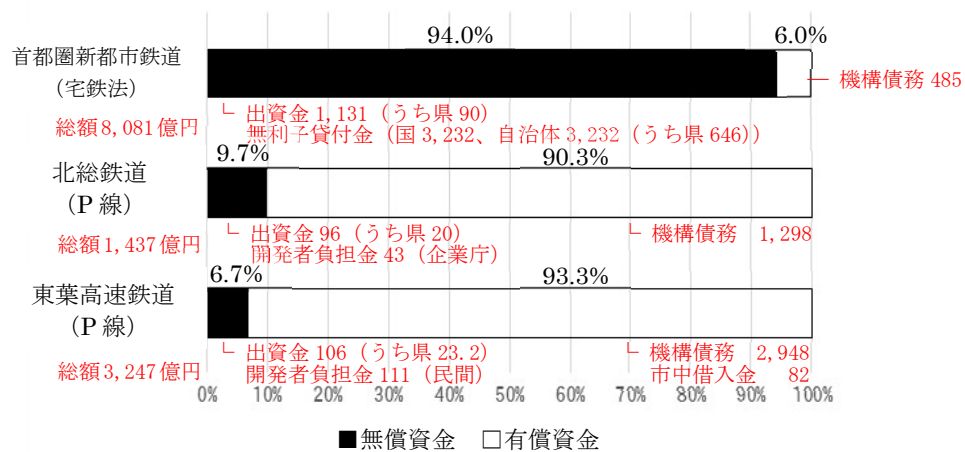 94.0%
6.0%
首都圏新都市鉄道
（宅鉄法）
機構債務 485
総額 8,081 億円
└ 出資金 1,131（うち県 90）
無利子貸付金（国 3,232、自治体 3,232（うち県 646））
9.7%
90.3%
北総鉄道
（P 線）
総額 1,437 億円
└ 出資金 96（うち県 20）
開発者負担金 43（企業庁）
└ 機構債務 1,298
6.7%
93.3%
東葉高速鉄道
（P 線）
総額 3,247 億円
└ 出資金 106（うち県 23.2）
開発者負担金 111（民間）
└ 機構債務 2,948
市中借入金 82
0% 10% 20% 30% 40% 50% 60% 70% 80% 90% 100%
■無償資金 □有償資金